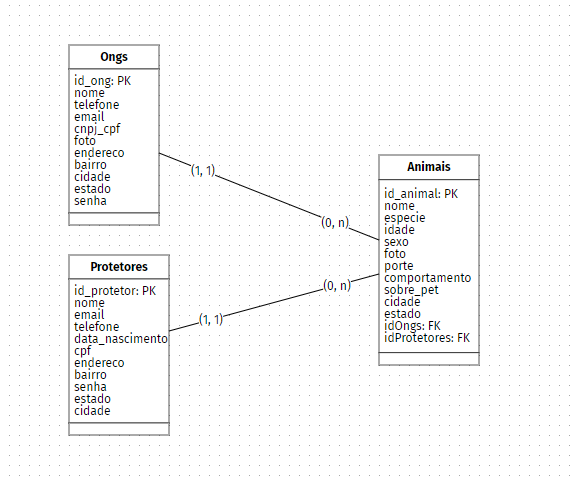 Ongs
id_ong: PK
nome
telefone
email
cnpj_cpf
foto
endereco
bairro
cidade
estado
senha
(1, 1)
(0, n)
Protetores
id_protetor: PK
nome
email
telefone
data_nascimento
cpf
endereco
bairro
senha
estado
cidade
(1, 1)
(0, n)
Animais
id_animal: PK
nome
especie
idade
sexo
foto
porte
comportamento
sobre_pet
cidade
estado
idOngs: FK
idProtetores: FK